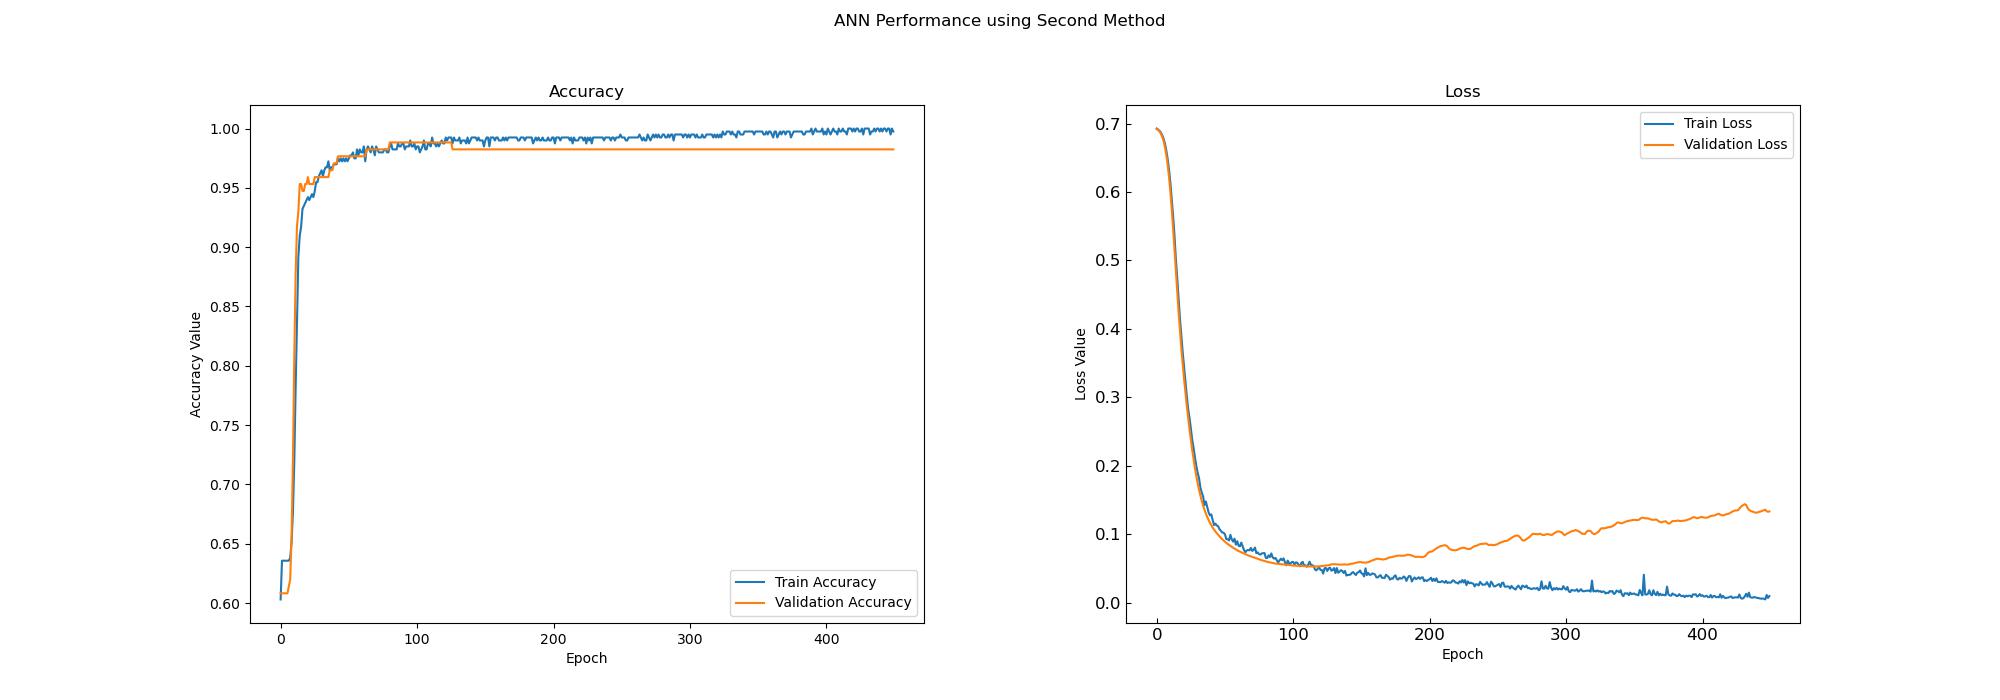 ANN Performance using Second Method
Accuracy
1.00
0.95
0.90
0.85
0.80
0.75
0.70
0.65
0.60
Accuracy Value
Train Accuracy
Validation Accuracy
0
100
200
300
400
Epoch
Loss
0.7
0.6
0.5
0.4
0.3
0.2
0.1
0.0
Loss Value
Train Loss
Validation Loss
0
100
200
300
400
Epoch